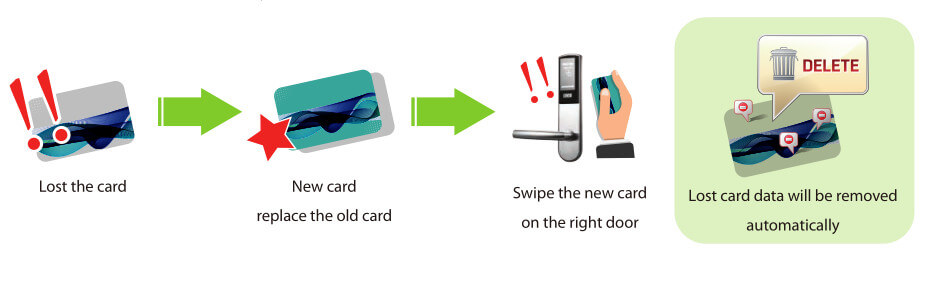 Lost the card
New card
replace the old card
Swipe the new card
on the right door
DELETE
Lost card data will be removed
automatically